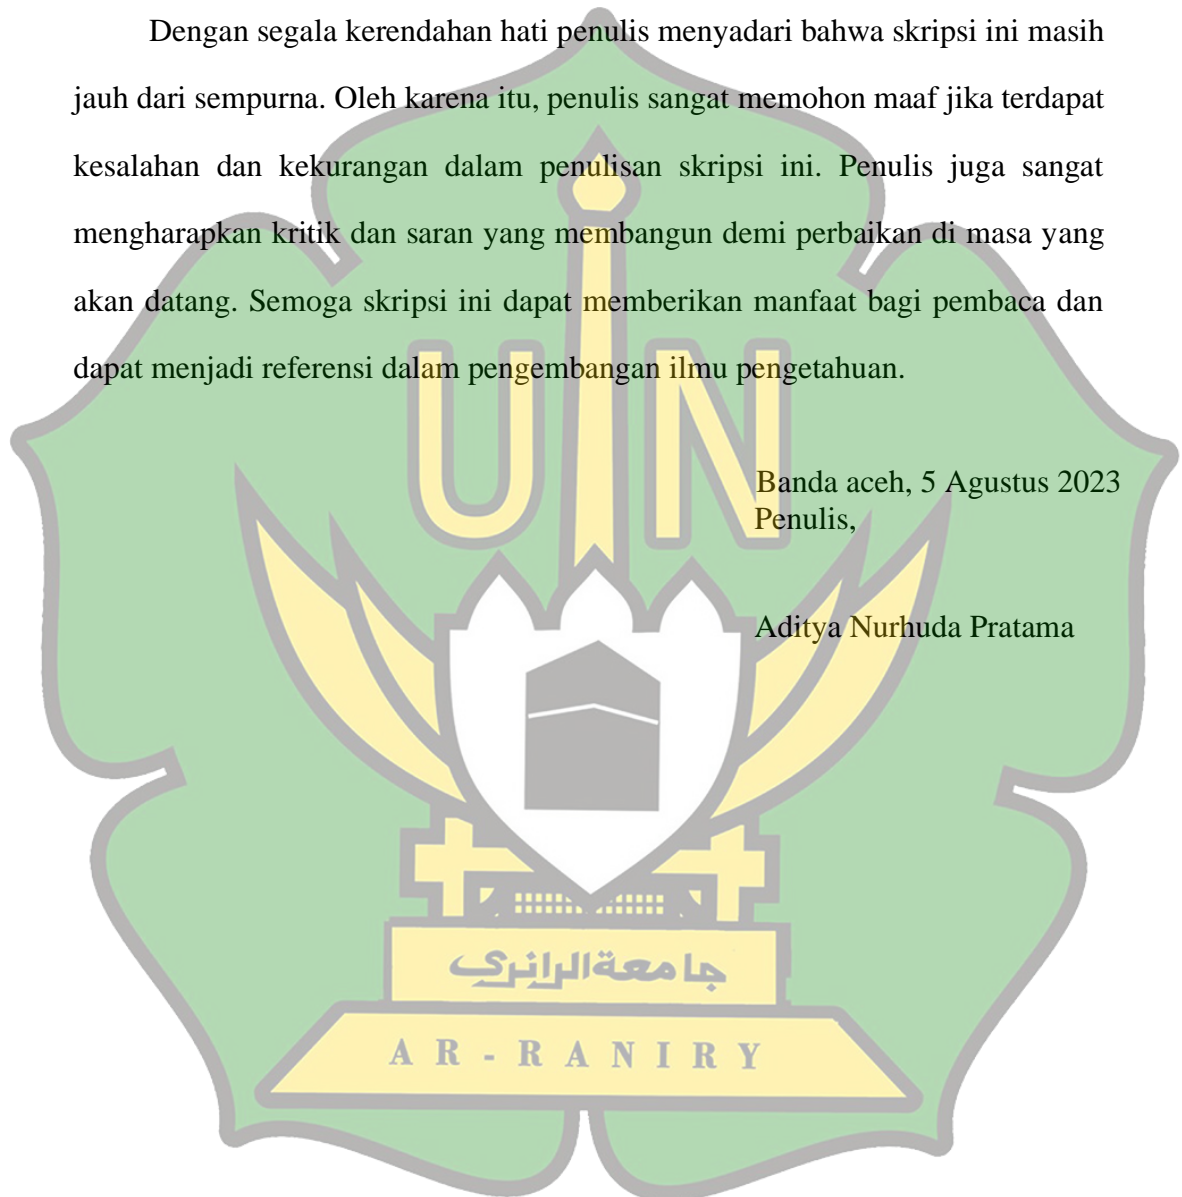 Dengan segala kerendahan hati penulis menyadari bahwa skripsi ini masih
jauh dari sempurna. Oleh karena itu, penulis sangat memohon maaf jika terdapat
kesalahan dan kekurangan dalam penulisan skripsi ini. Penulis juga sangat
mengharapkan kritik dan saran yang membangun demi perbaikan di masa yang
akan datang. Semoga skripsi ini dapat memberikan manfaat bagi pembaca dan
dapat menjadi referensi dalam pengembangan ilmu pengetahuan.
UIN
Banda aceh, 5 Agustus 2023
Penulis,
Aditya Nurhuda Pratama
جامعةالرانرى
AR-RANIRY